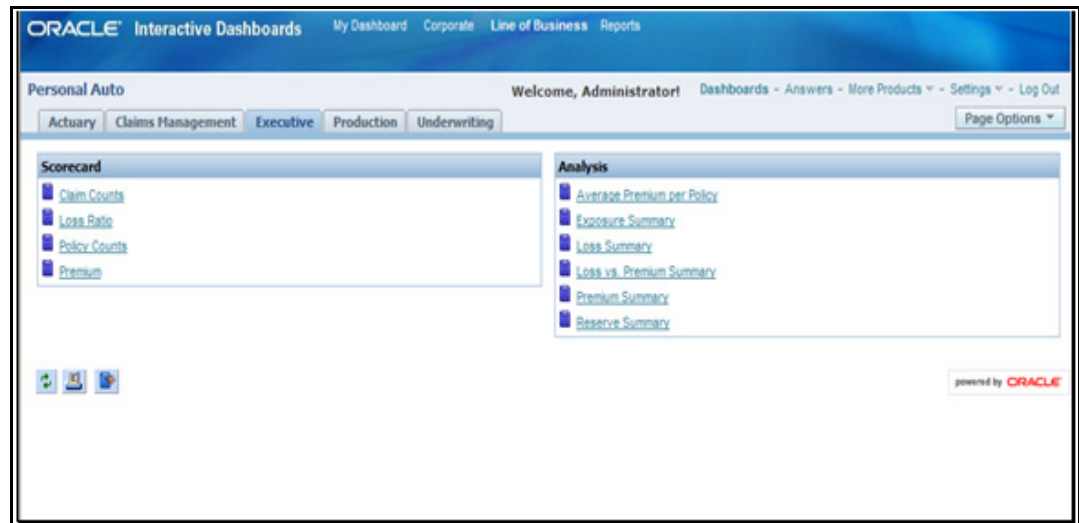 ORACLE Interactive Dashboards My Dashboard Corporate Line of Business Reports
Personal Auto Welcome, Administrator! Dashboards - Answers - More Products - Settings - Log Out
Actuary Claims Management Executive Production Underwriting Page Options
Scorecard
Claim Counts
Loss Ratio
Policy Counts
Premium
Analysis
Average Premium per Policy
Exposure Summary
Loss Summary
Loss vs. Premium Summary
Premium Summary
Reserve Summary
powered by ORACLE